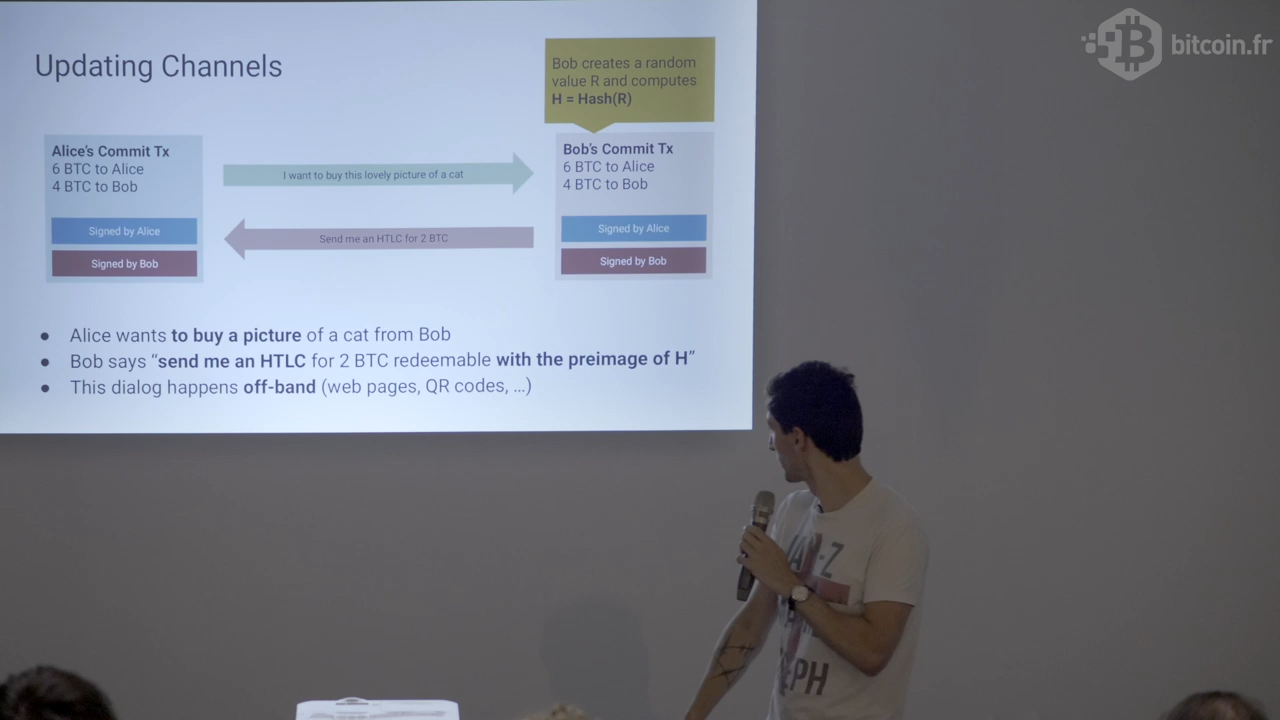 bitcoin.fr
Updating Channels
Bob creates a random
value R and computes
H = Hash(R)
Alice's Commit Tx
6 BTC to Alice
4 BTC to Bob
Signed by Alice
Signed by Bob
I want to buy this lovely picture of a cat
Send me an HTLC for 2 BTC
Bob's Commit Tx
6 BTC to Alice
4 BTC to Bob
Signed by Alice
Signed by Bob
● Alice wants to buy a picture of a cat from Bob
● Bob says “send me an HTLC for 2 BTC redeemable with the preimage of H”
● This dialog happens off-band (web pages, QR codes, ...)